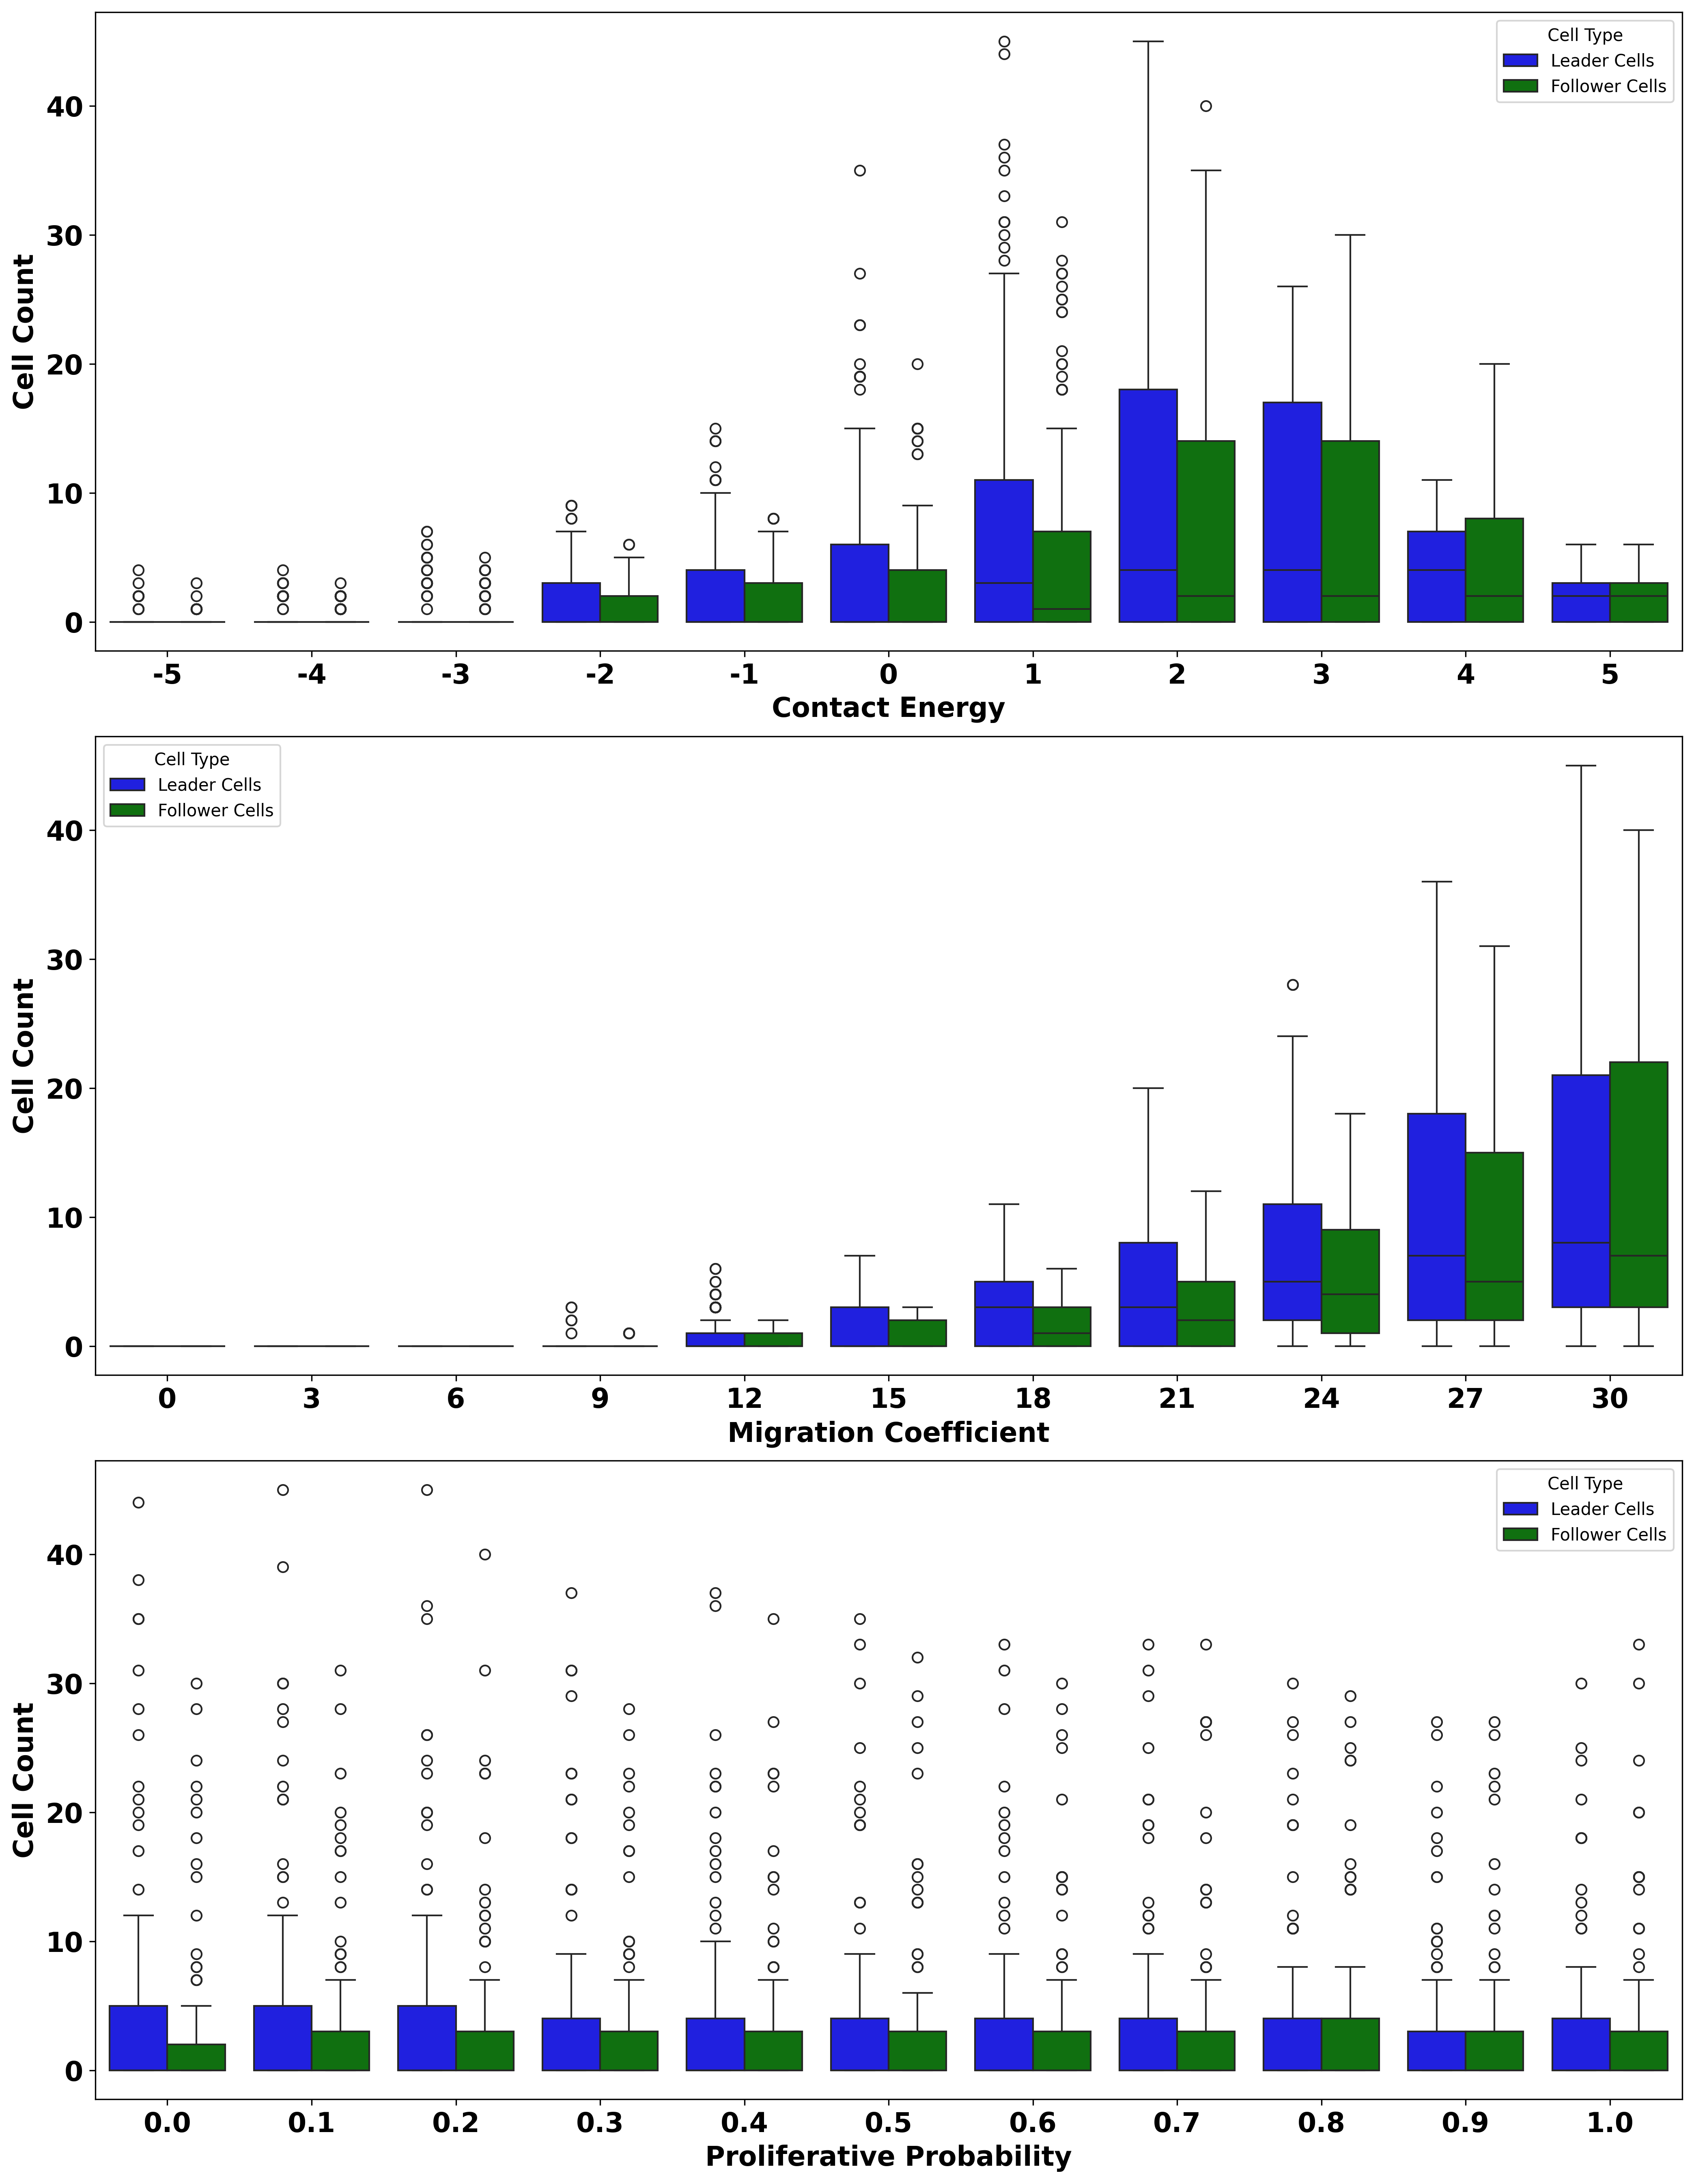 Cell Type
Leader Cells
Follower Cells
40
30
20
10
0
Cell Count
-5 -4 -3 -2 -1 0 1 2 3 4 5
Contact Energy
Cell Type
Leader Cells
Follower Cells
40
30
20
10
0
Cell Count
0 3 6 9 12 15 18 21 24 27 30
Migration Coefficient
Cell Type
Leader Cells
Follower Cells
40
30
20
10
0
Cell Count
0.0 0.1 0.2 0.3 0.4 0.5 0.6 0.7 0.8 0.9 1.0
Proliferative Probability